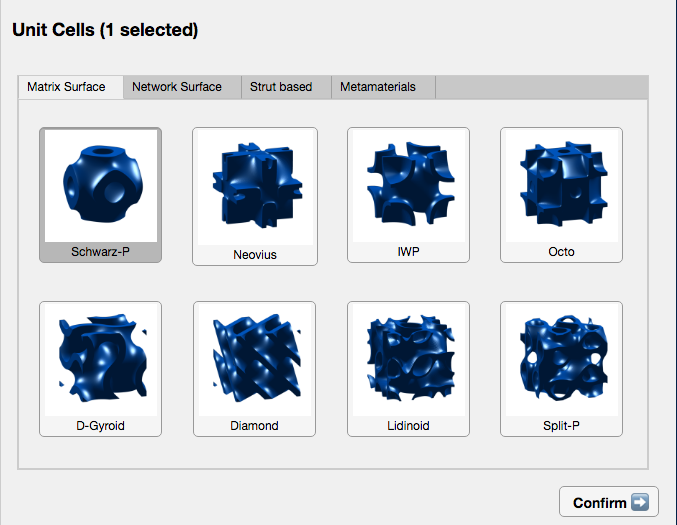 Unit Cells (1 selected)
Matrix Surface Network Surface Strut based Metamaterials
Schwarz-P Neovius IWP Octo
D-Gyroid Diamond Lidinoid Split-P
Confirm